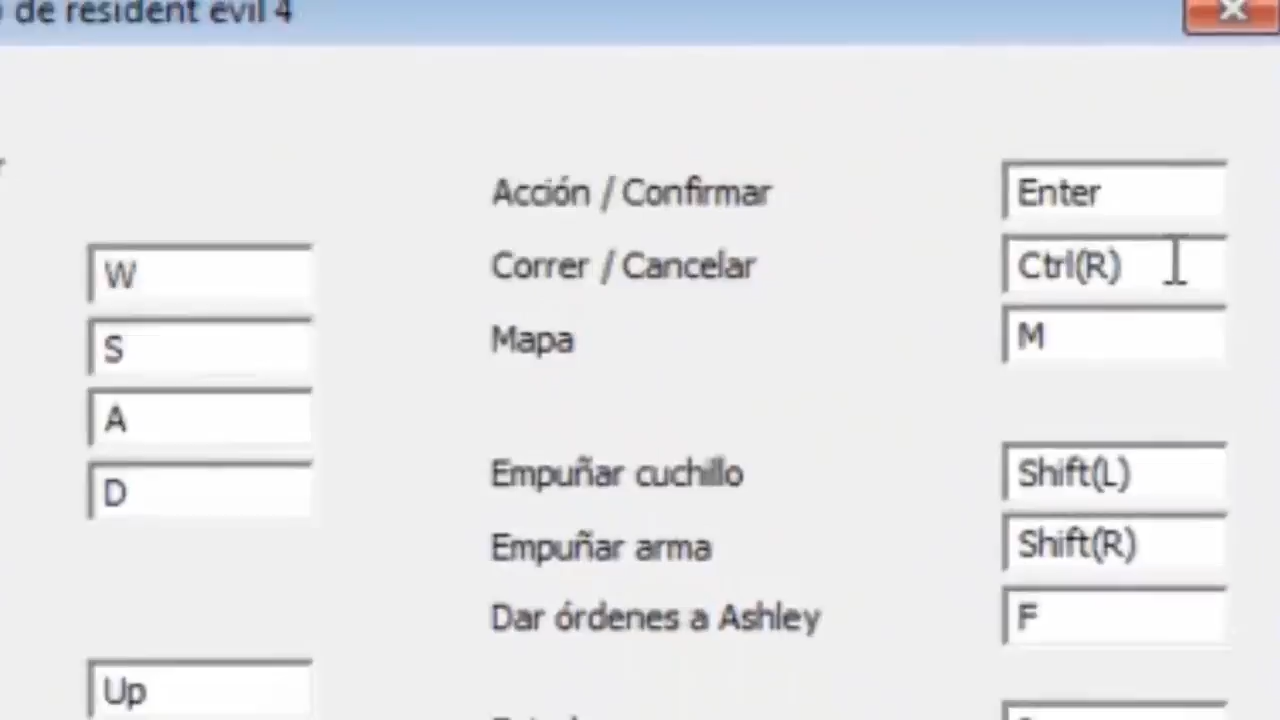 de resident evil 4
Acción / Confirmar
Enter
W
Correr / Cancelar
Ctrl(R)
S
Mapa
M
A
D
Empuñar cuchillo
Shift(L)
Empuñar arma
Shift(R)
Dar órdenes a Ashley
F
Up